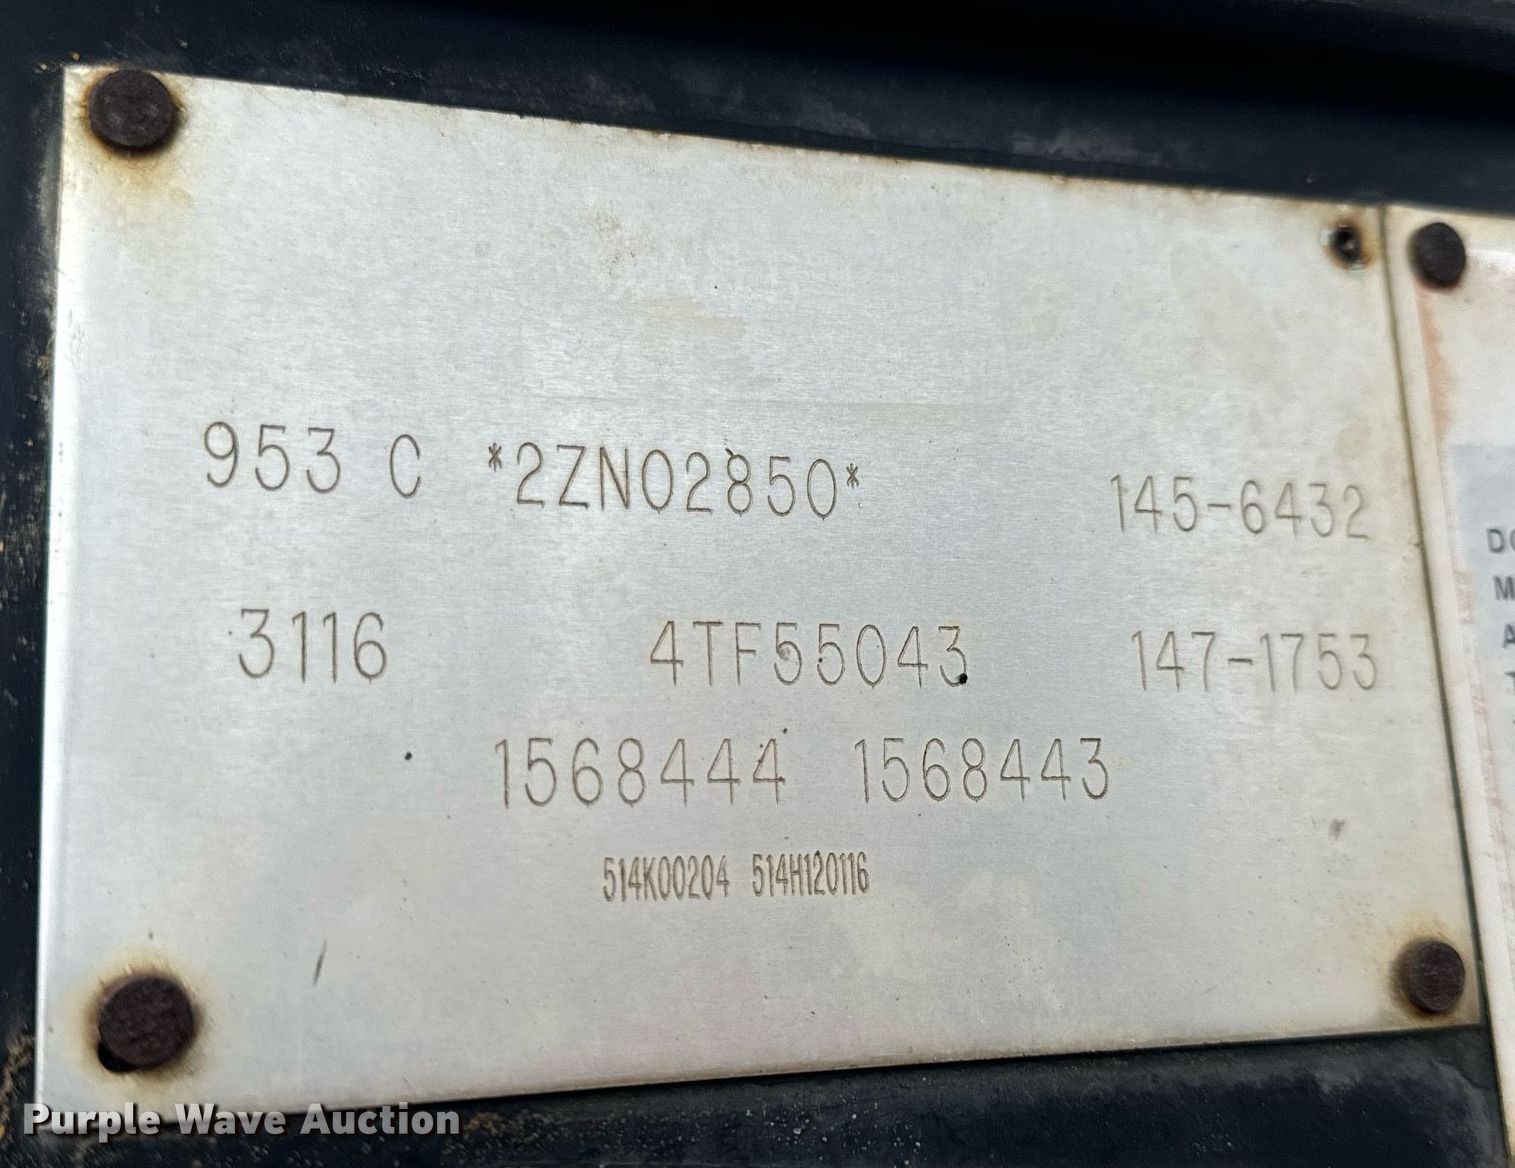 953 C *2ZN02850* 145-6432
3116 4TF55043 147-1753
1568444 1568443
514K00204 514H120116
Purple Wave Auction